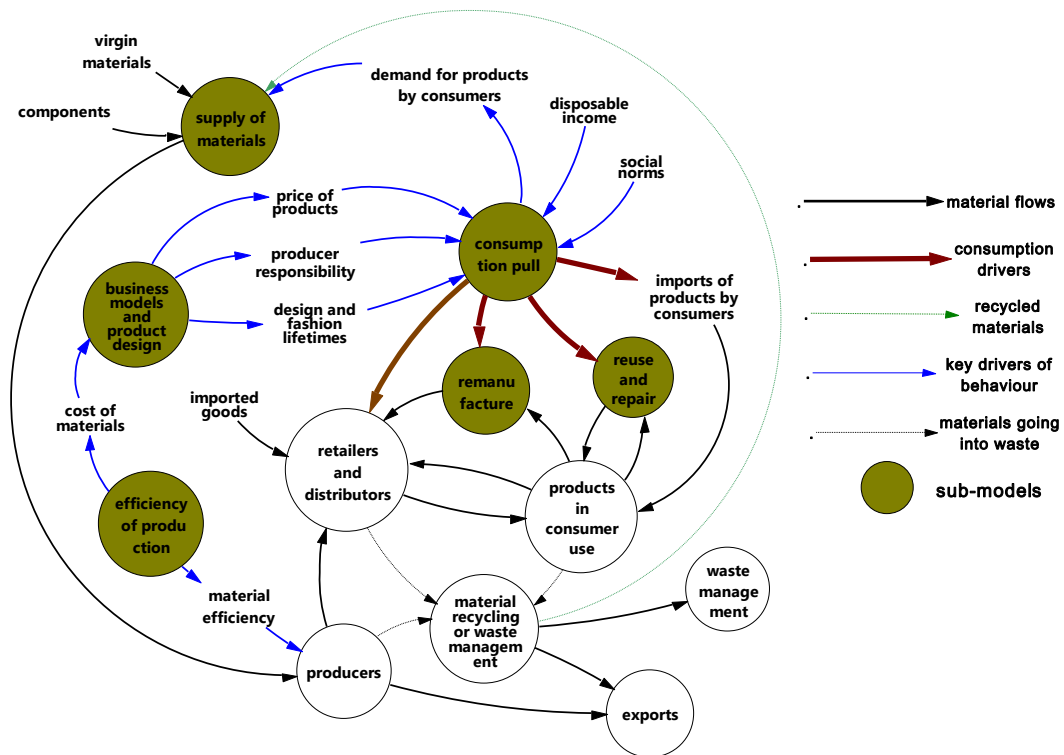 virgin
materials
components
supply of
materials
demand for products
by consumers
disposable
income
social
norms
price of
products
producer
responsibility
design and
fashion
lifetimes
business
models
and
product
design
consump
tion pull
imports of
products by
consumers
cost of
materials
imported
goods
remanu
facture
reuse and
repair
retailers
and
distributors
products
in
consumer
use
efficiency
of produ
ction
material
efficiency
producers
material
recycling
or waste
managem
ent
waste
manage
ment
exports
material flows
consumption
drivers
recycled
materials
key drivers of
behaviour
materials going
into waste
sub-models